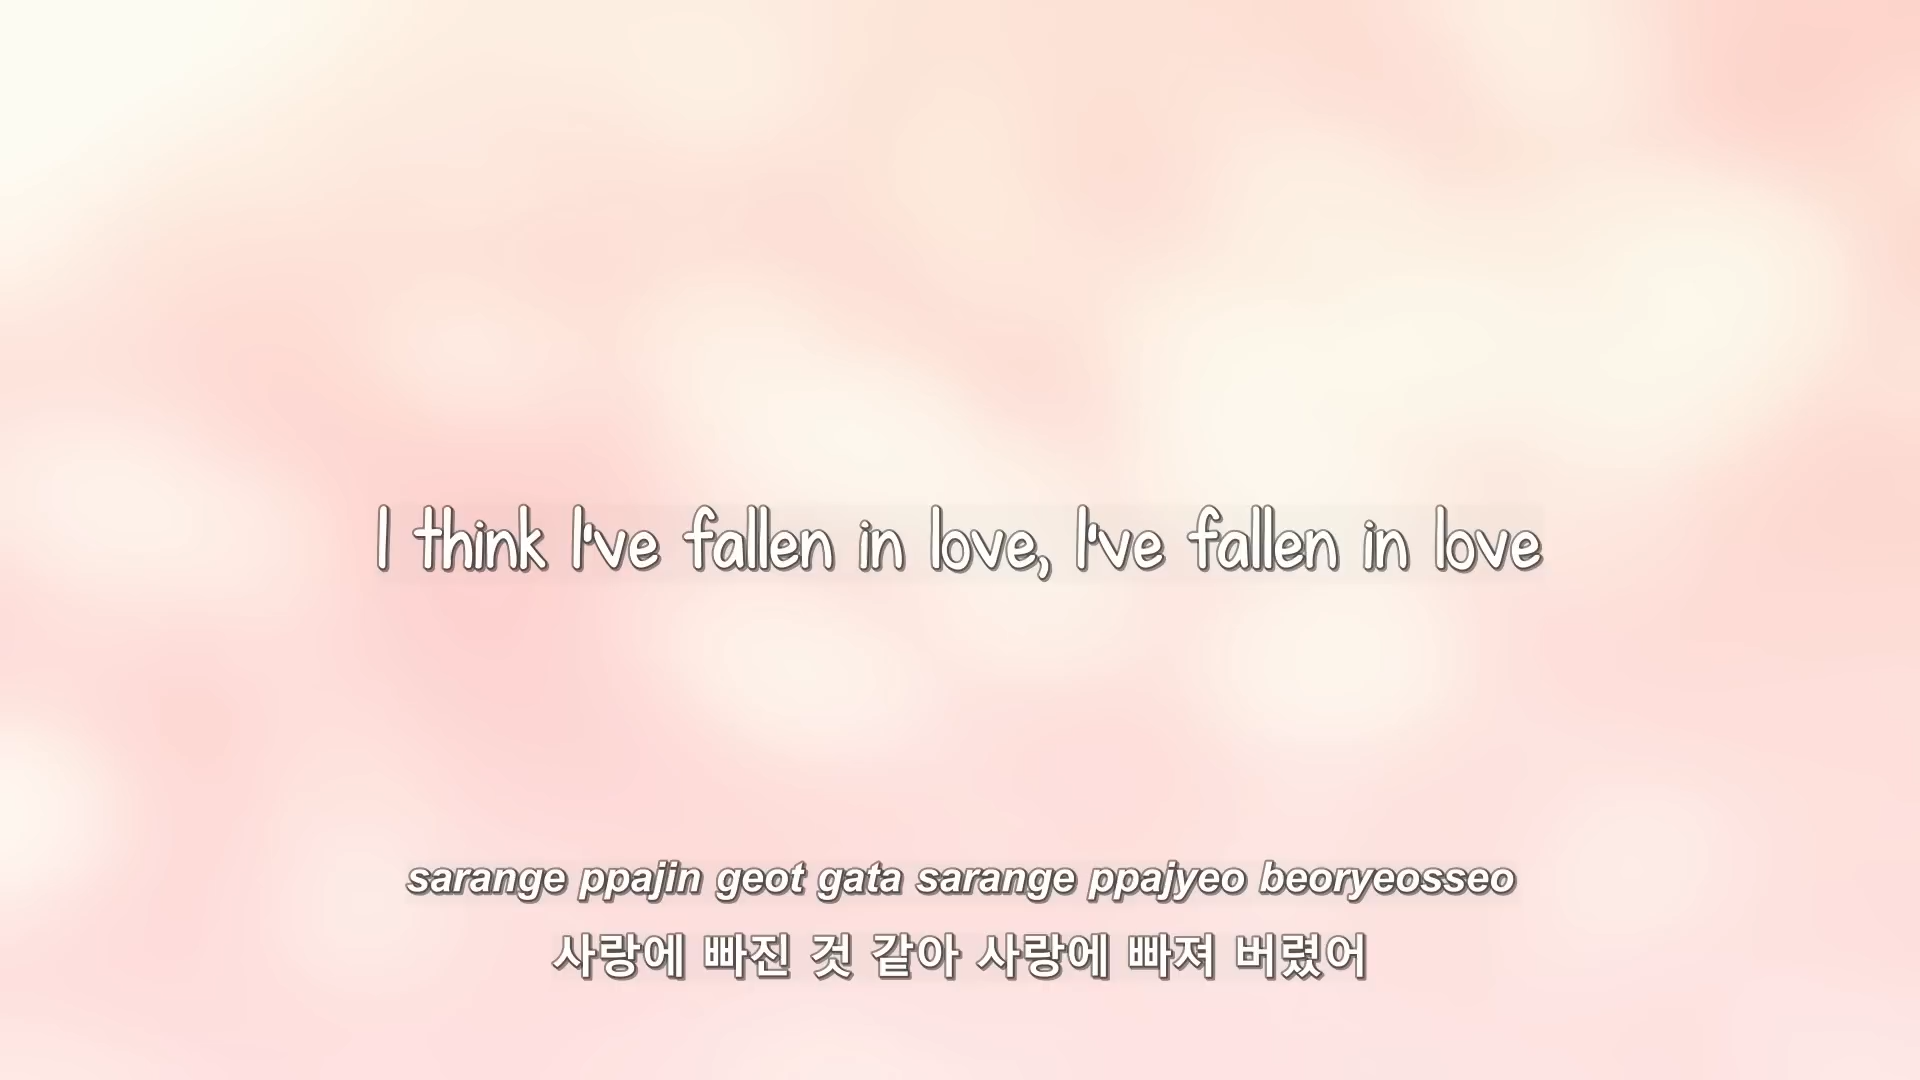 I think I've fallen in love, I've fallen in love
sarange ppajin geot gata sarange ppajyeo beoryeosseo
사랑에 빠진 것 같아 사랑에 빠져 버렸어